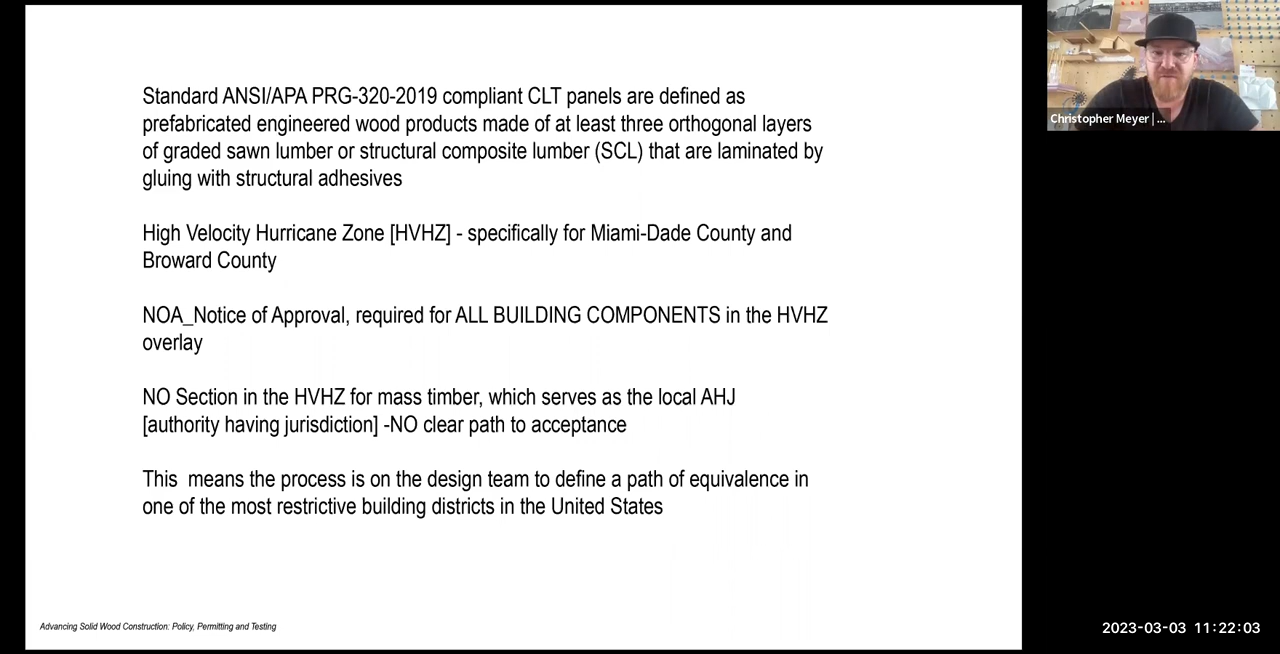 Standard ANSI/APA PRG-320-2019 compliant CLT panels are defined as
prefabricated engineered wood products made of at least three orthogonal layers
of graded sawn lumber or structural composite lumber (SCL) that are laminated by
gluing with structural adhesives
High Velocity Hurricane Zone [HVHZ] - specifically for Miami-Dade County and
Broward County
NOA_Notice of Approval, required for ALL BUILDING COMPONENTS in the HVHZ
overlay
NO Section in the HVHZ for mass timber, which serves as the local AHJ
[authority having jurisdiction] -NO clear path to acceptance
This  means the process is on the design team to define a path of equivalence in
one of the most restrictive building districts in the United States
Advancing Solid Wood Construction: Policy, Permitting and Testing
Christopher Meyer | ...
2023-03-03 11:22:03